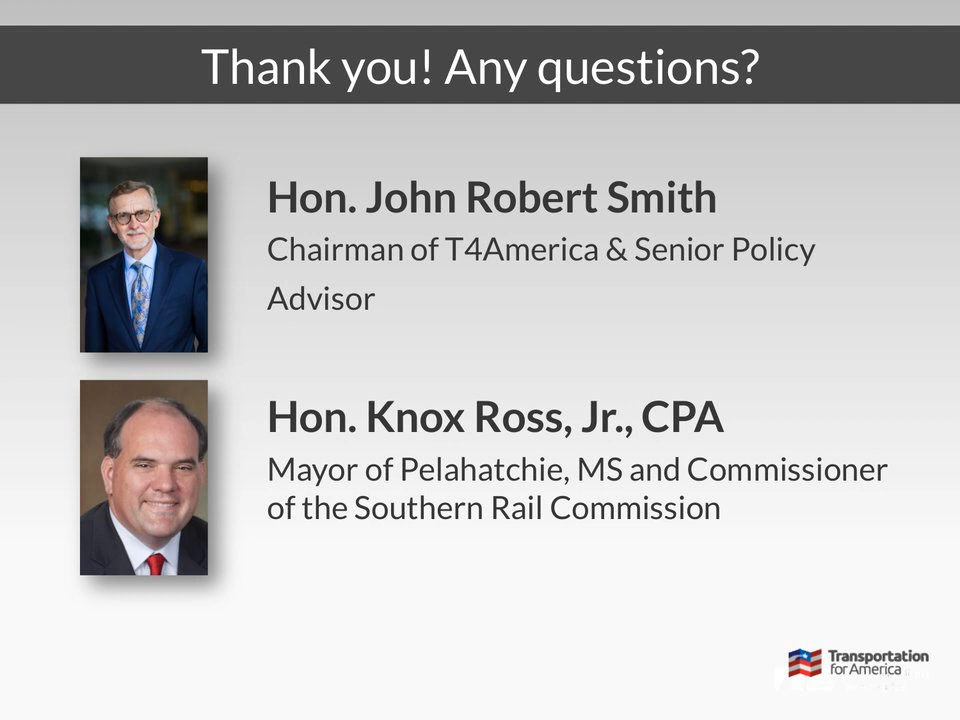 Thank you! Any questions?
Hon. John Robert Smith
Chairman of T4America & Senior Policy
Advisor
Hon. Knox Ross, Jr., CPA
Mayor of Pelahatchie, MS and Commissioner
of the Southern Rail Commission
Transportation
for America